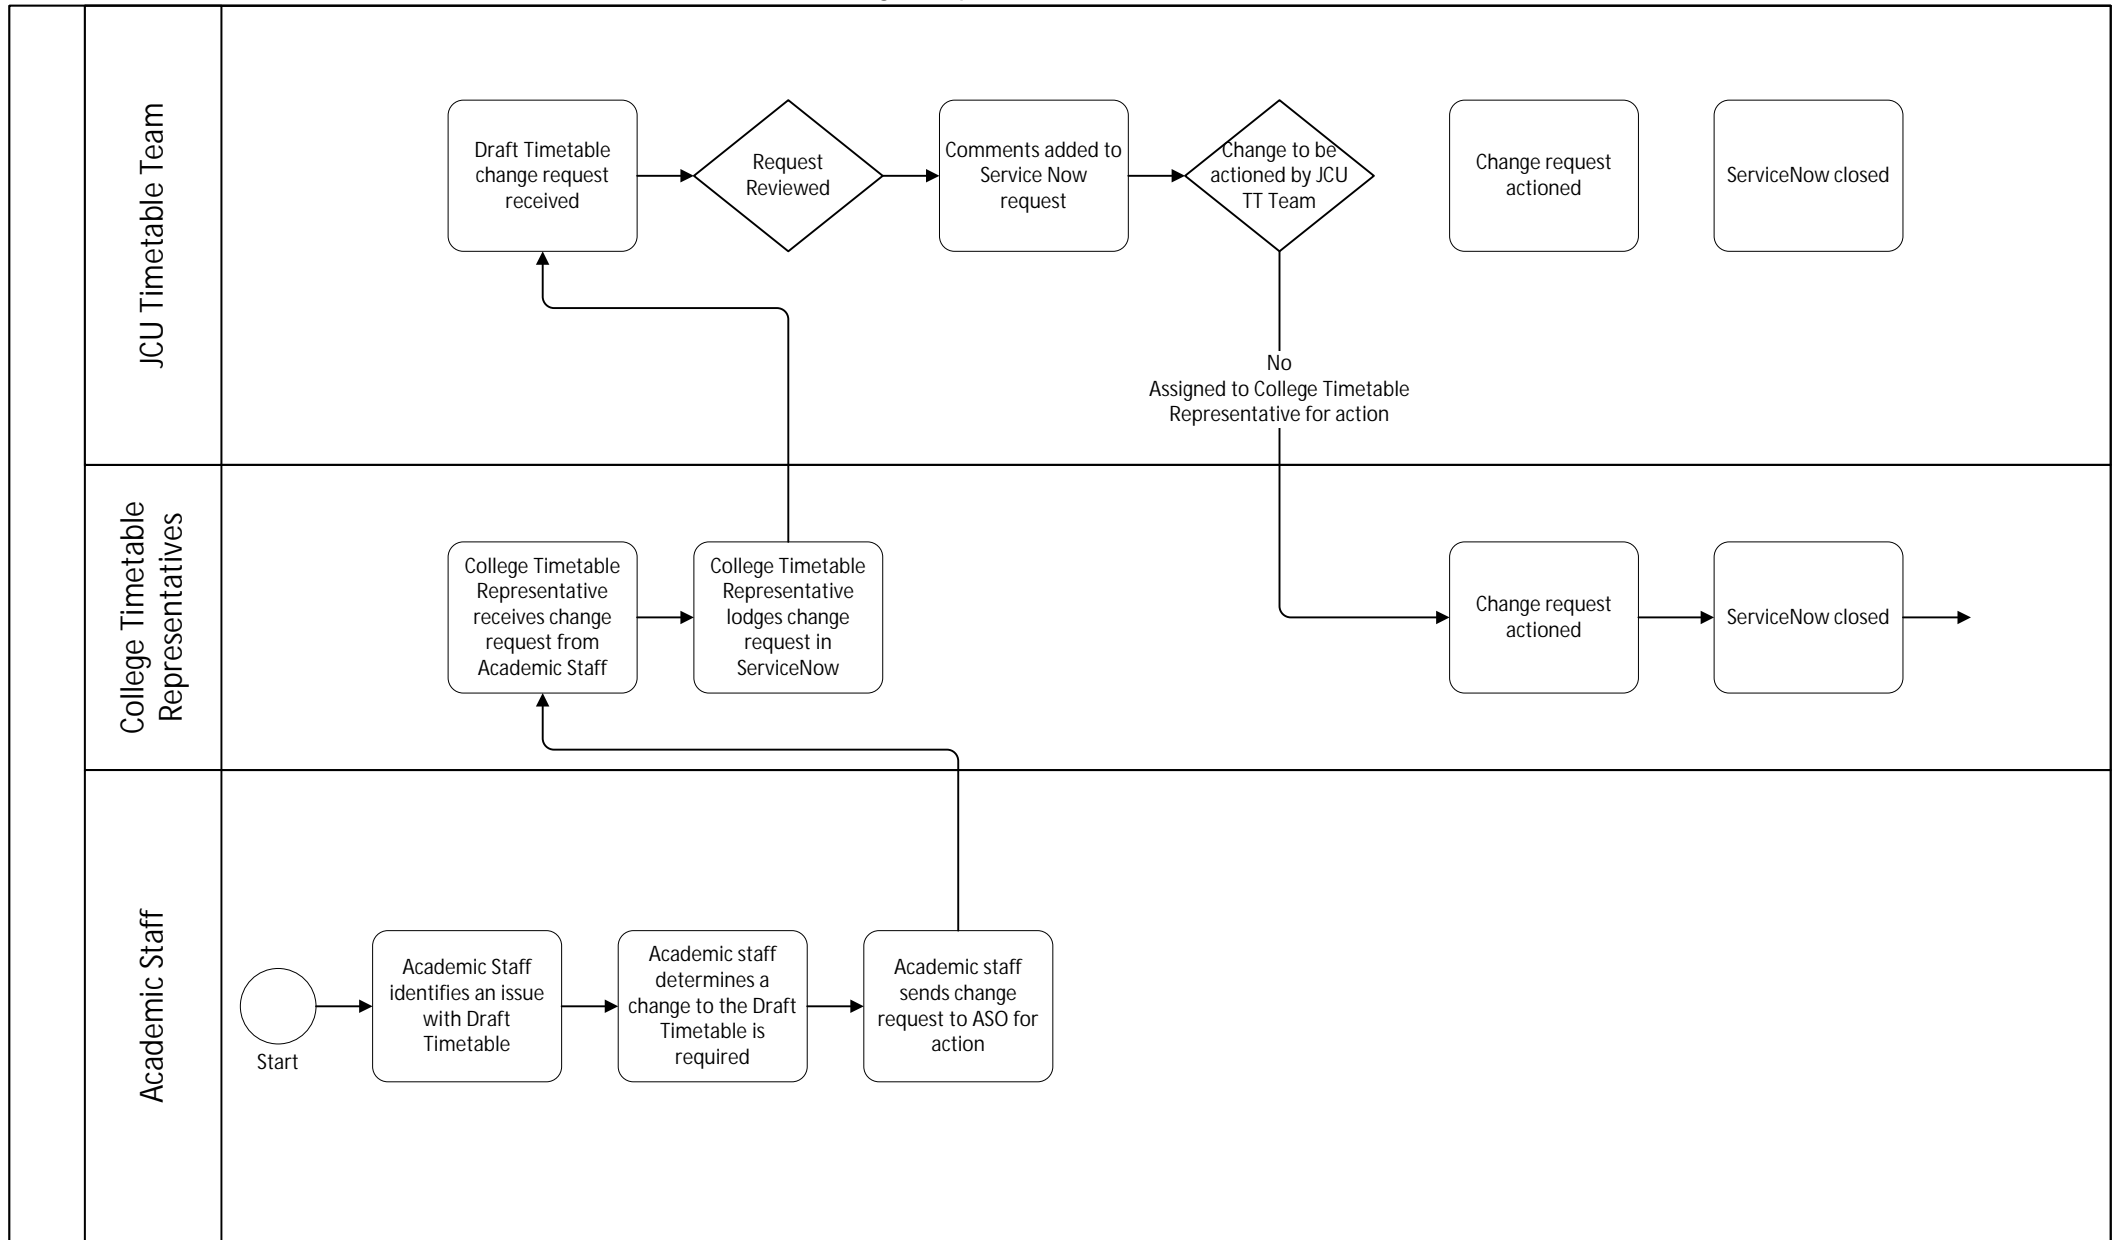 JCU Timetable Team
Draft Timetable
change request
received
Request
Reviewed
Comments added to
Service Now
request
Change to be
actioned by JCU
TT Team
Change request
actioned
ServiceNow closed
No
Assigned to College Timetable
Representative for action
College Timetable
Representatives
College Timetable
Representative
receives change
request from
Academic Staff
College Timetable
Representative
lodges change
request in
ServiceNow
Change request
actioned
ServiceNow closed
Academic Staff
Start
Academic Staff
identifies an issue
with Draft
Timetable
Academic staff
determines a
change to the Draft
Timetable is
required
Academic staff
sends change
request to ASO for
action